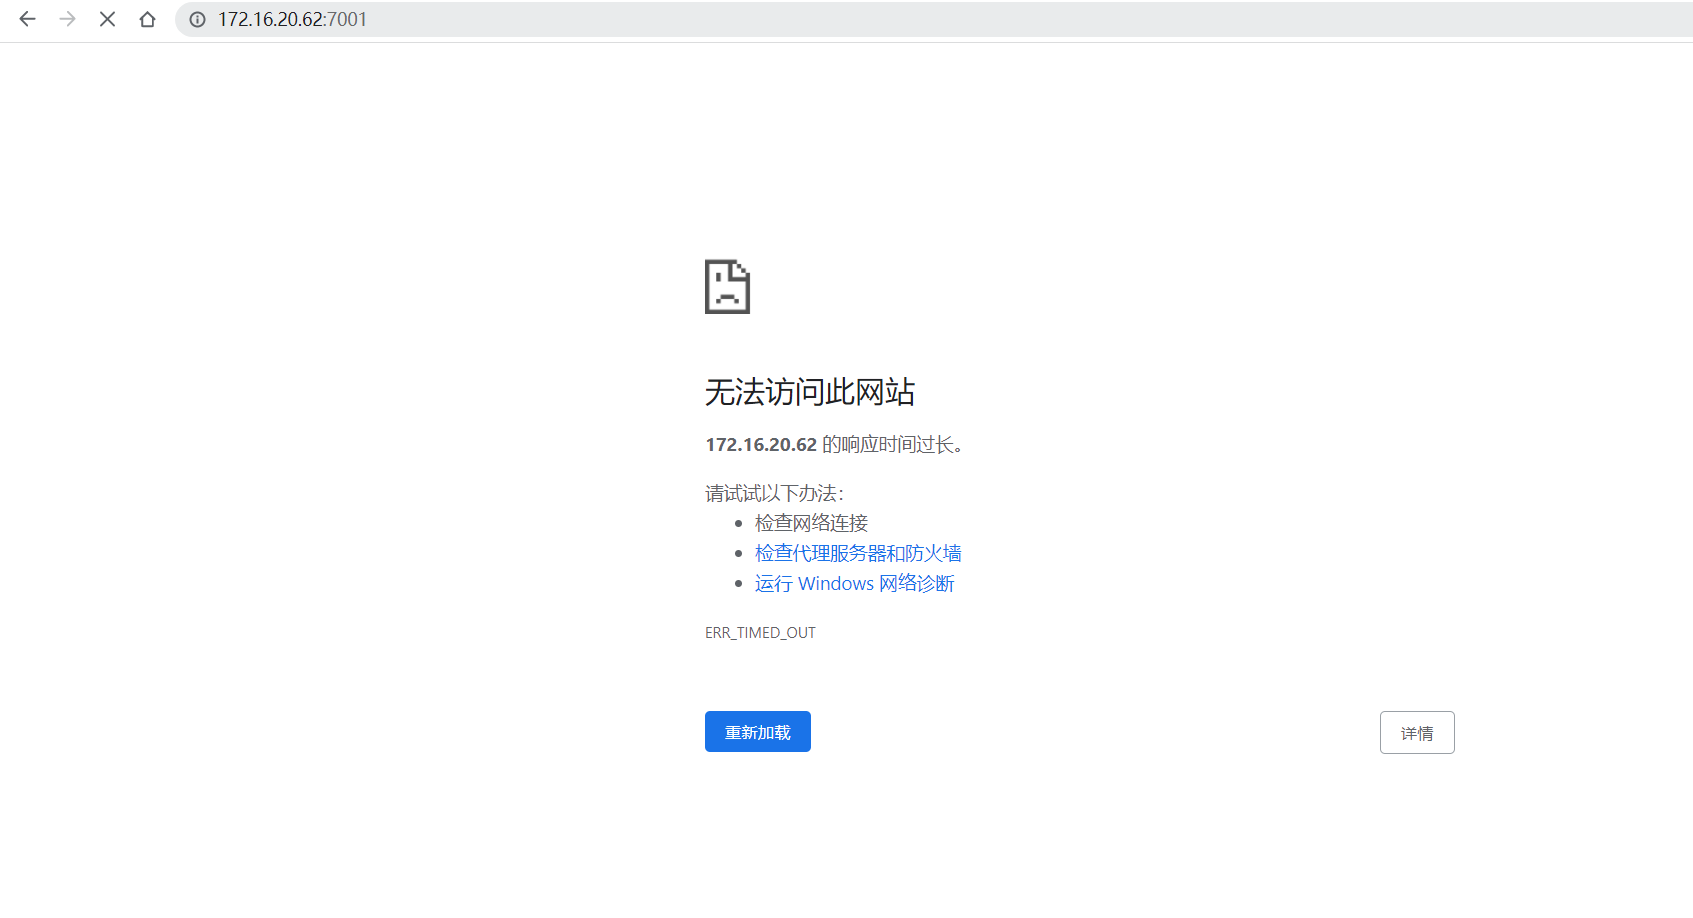 172.16.20.62:7001
无法访问此网站
172.16.20.62 的响应时间过长。
请试试以下办法：
检查网络连接
检查代理服务器和防火墙
运行 Windows 网络诊断
ERR_TIMED_OUT
重新加载
详情